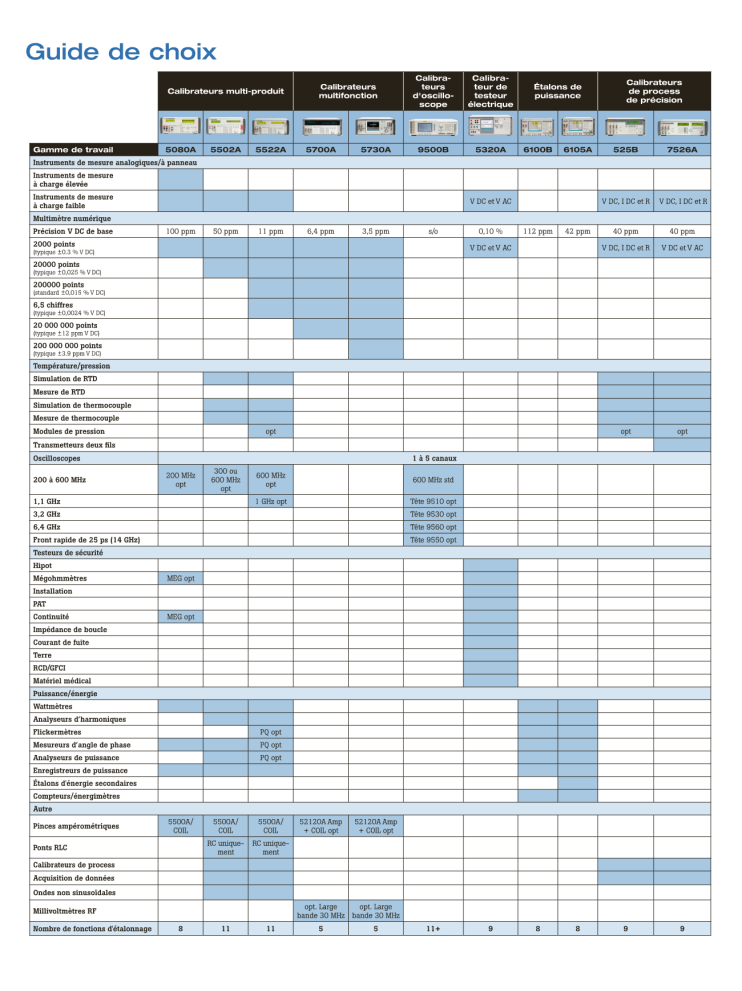 Guide de choix
Calibrateurs multi-produit
Calibrateurs
multifonction
Calibra-
teurs
d'oscillo-
scope
Calibra-
teur de
testeur
électrique
Étalons de
puissance
Calibrateurs
de process
de précision
Gamme de travail 5080A 5502A 5522A 5700A 5730A 9500B 5320A 6100B 6105A 525B 7526A
Instruments de mesure analogiques/à panneau
Instruments de mesure
à charge élevée
Instruments de mesure
à charge faible
V DC et V AC V DC, I DC et R V DC, I DC et R
Multimètre numérique
Précision V DC de base 100 ppm 50 ppm 11 ppm 6,4 ppm 3,5 ppm s/o 0,10 % 112 ppm 42 ppm 40 ppm 40 ppm
2000 points
(typique ±0.3 % V DC)
V DC et V AC V DC, I DC et R V DC et V AC
20000 points
(typique ±0,025 % V DC)
200000 points
(standard ±0,015 % V DC)
6,5 chiffres
(typique ±0,0024 % V DC)
20 000 000 points
(typique ±12 ppm V DC)
200 000 000 points
(typique ±3.9 ppm V DC)
Température/pression
Simulation de RTD
Mesure de RTD
Simulation de thermocouple
Mesure de thermocouple
Modules de pression opt opt opt
Transmetteurs deux fils
Oscilloscopes 1 à 5 canaux
200 à 600 MHz
200 MHz
opt
300 ou
600 MHz
opt
600 MHz
opt
600 MHz std
1,1 GHz 1 GHz opt Tête 9510 opt
3,2 GHz Tête 9530 opt
6,4 GHz Tête 9560 opt
Front rapide de 25 ps (14 GHz) Tête 9550 opt
Testeurs de sécurité
Hipot
Mégohmmètres MEG opt
Installation
PAT
Continuité MEG opt
Impédance de boucle
Courant de fuite
Terre
RCD/GFCI
Matériel médical
Puissance/énergie
Wattmètres
Analyseurs d'harmoniques
Flickermètres PQ opt
Mesureurs d'angle de phase PQ opt
Analyseurs de puissance PQ opt
Enregistreurs de puissance
Étalons d'énergie secondaires
Compteurs/énergimètres
Autre
Pinces ampérométriques
5500A/
COIL
5500A/
COIL
5500A/
COIL
52120A Amp
+ COIL opt
52120A Amp
+ COIL opt
Ponts RLC
RC unique-
ment
RC unique-
ment
Calibrateurs de process
Acquisition de données
Ondes non sinusoïdales
Millivoltmètres RF
opt. Large
bande 30 MHz
opt. Large
bande 30 MHz
Nombre de fonctions d'étalonnage 8 11 11 5 5 11+ 9 8 8 9 9